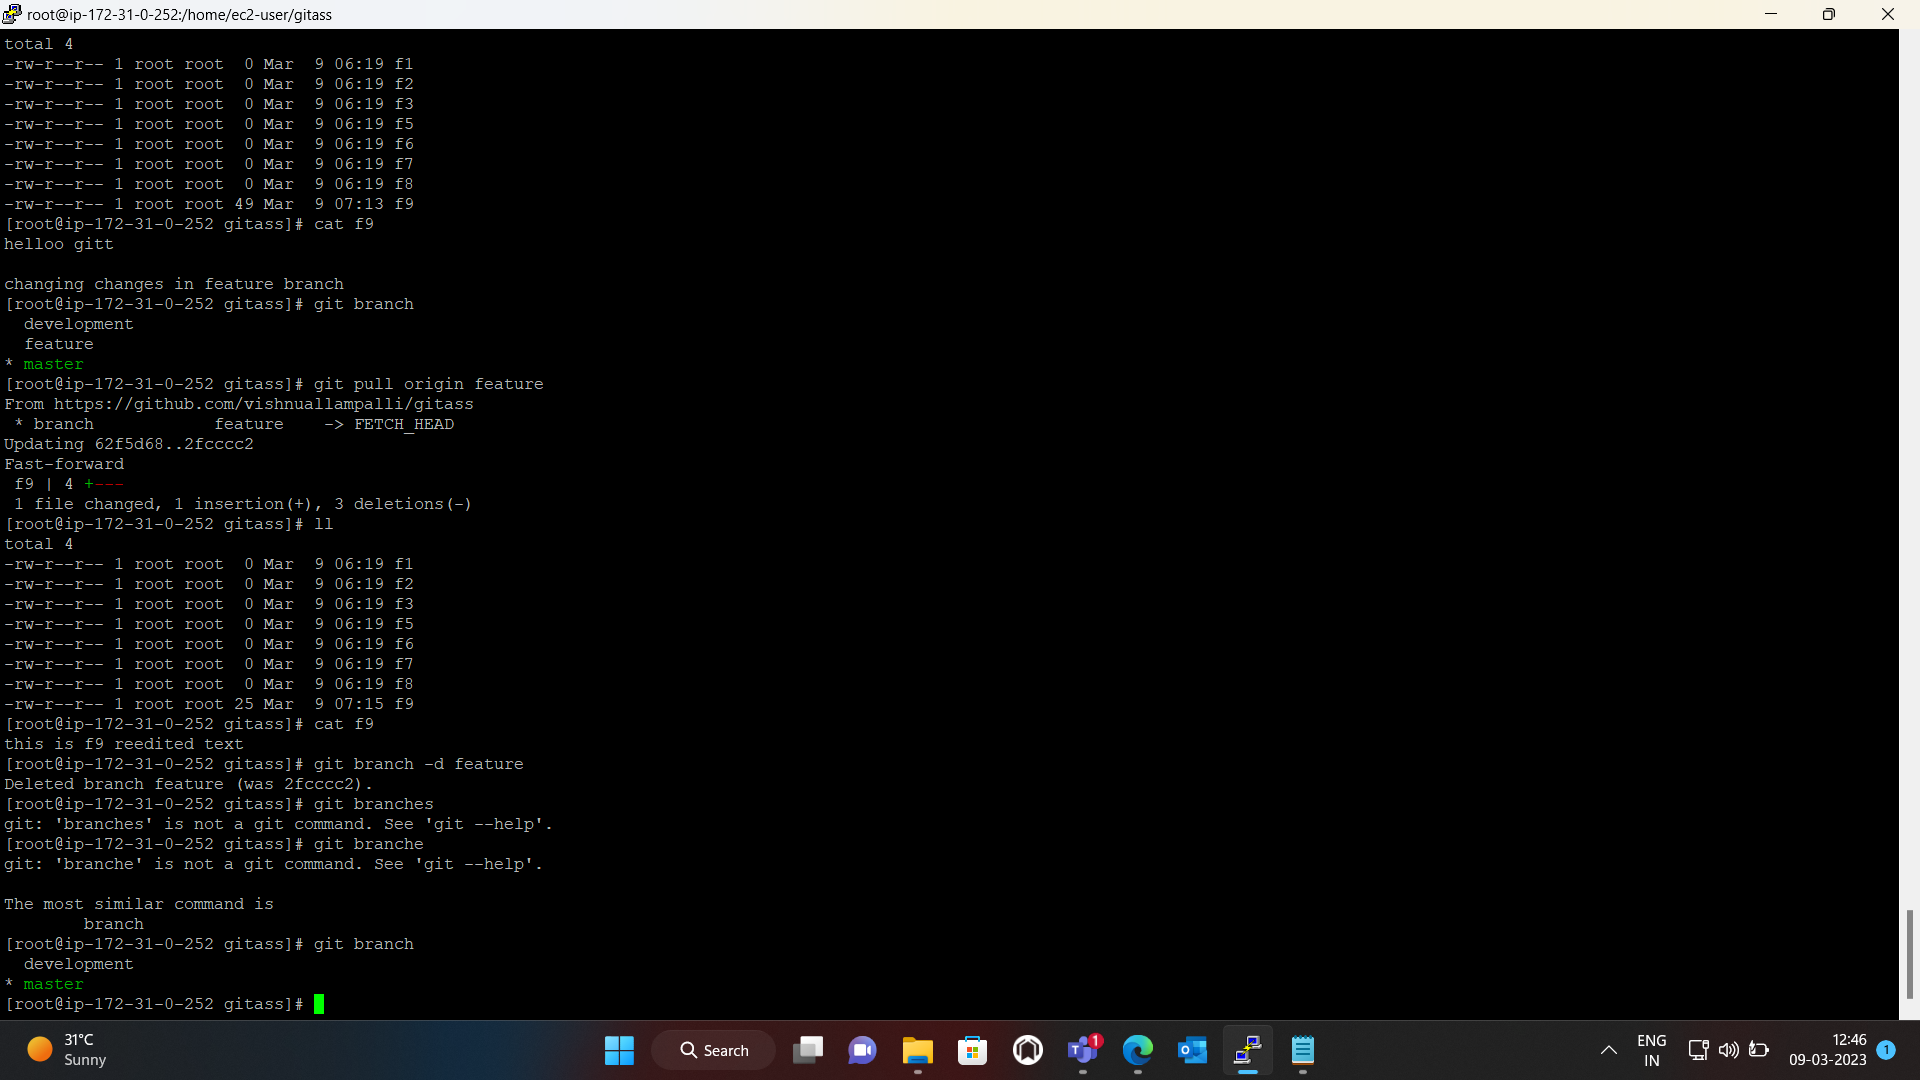 root@ip-172-31-0-252:/home/ec2-user/gitass
total 4
-rw-r--r-- 1 root root  0 Mar  9 06:19 f1
-rw-r--r-- 1 root root  0 Mar  9 06:19 f2
-rw-r--r-- 1 root root  0 Mar  9 06:19 f3
-rw-r--r-- 1 root root  0 Mar  9 06:19 f5
-rw-r--r-- 1 root root  0 Mar  9 06:19 f6
-rw-r--r-- 1 root root  0 Mar  9 06:19 f7
-rw-r--r-- 1 root root  0 Mar  9 06:19 f8
-rw-r--r-- 1 root root 49 Mar  9 07:13 f9
[root@ip-172-31-0-252 gitass]# cat f9
helloo gitt

changing changes in feature branch
[root@ip-172-31-0-252 gitass]# git branch
  development
  feature
* master
[root@ip-172-31-0-252 gitass]# git pull origin feature
From https://github.com/vishnuallampalli/gitass
 * branch            feature    -> FETCH_HEAD
Updating 62f5d68..2fcccc2
Fast-forward
 f9 | 4 +---
 1 file changed, 1 insertion(+), 3 deletions(-)
[root@ip-172-31-0-252 gitass]# ll
total 4
-rw-r--r-- 1 root root  0 Mar  9 06:19 f1
-rw-r--r-- 1 root root  0 Mar  9 06:19 f2
-rw-r--r-- 1 root root  0 Mar  9 06:19 f3
-rw-r--r-- 1 root root  0 Mar  9 06:19 f5
-rw-r--r-- 1 root root  0 Mar  9 06:19 f6
-rw-r--r-- 1 root root  0 Mar  9 06:19 f7
-rw-r--r-- 1 root root  0 Mar  9 06:19 f8
-rw-r--r-- 1 root root 25 Mar  9 07:15 f9
[root@ip-172-31-0-252 gitass]# cat f9
this is f9 reedited text
[root@ip-172-31-0-252 gitass]# git branch -d feature
Deleted branch feature (was 2fcccc2).
[root@ip-172-31-0-252 gitass]# git branches
git: 'branches' is not a git command. See 'git --help'.
[root@ip-172-31-0-252 gitass]# git branche
git: 'branche' is not a git command. See 'git --help'.

The most similar command is
        branch
[root@ip-172-31-0-252 gitass]# git branch
  development
* master
[root@ip-172-31-0-252 gitass]#
31°C
Sunny
Search
1
ENG
IN
12:46
09-03-2023
1